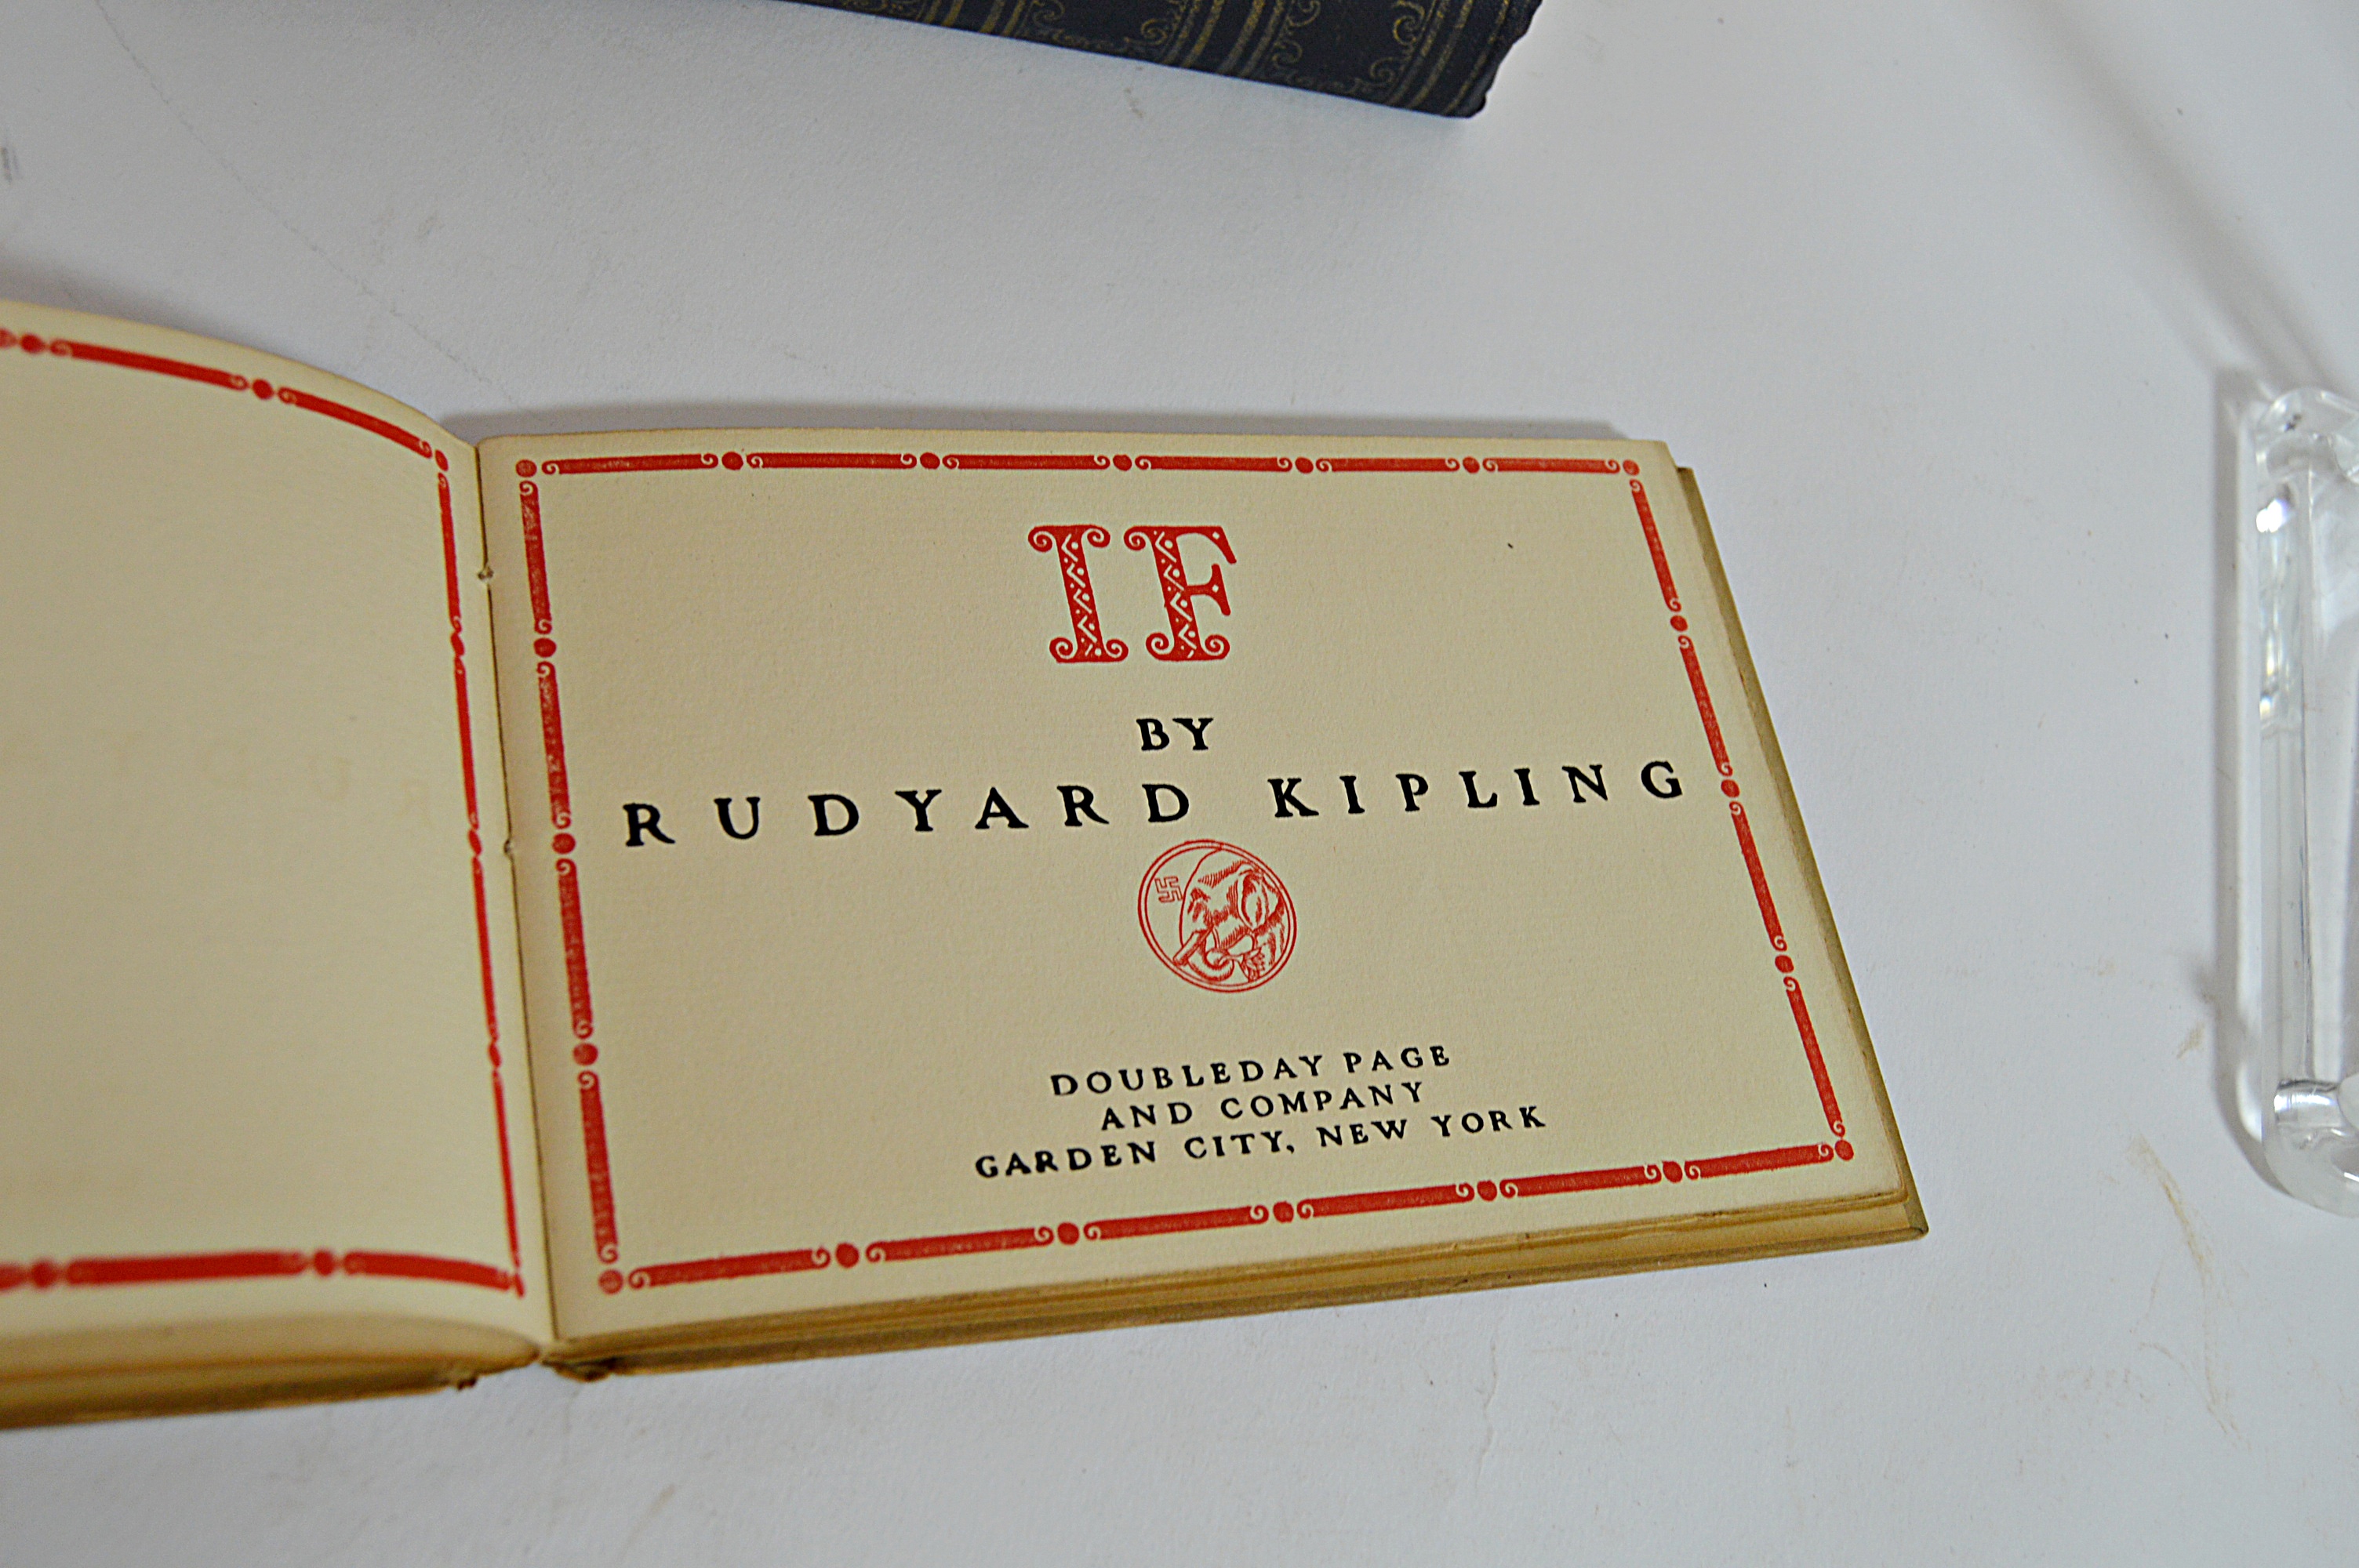 IF
BY
RUDYARD KIPLING
DOUBLEDAY PAGE
AND COMPANY
GARDEN CITY, NEW YORK